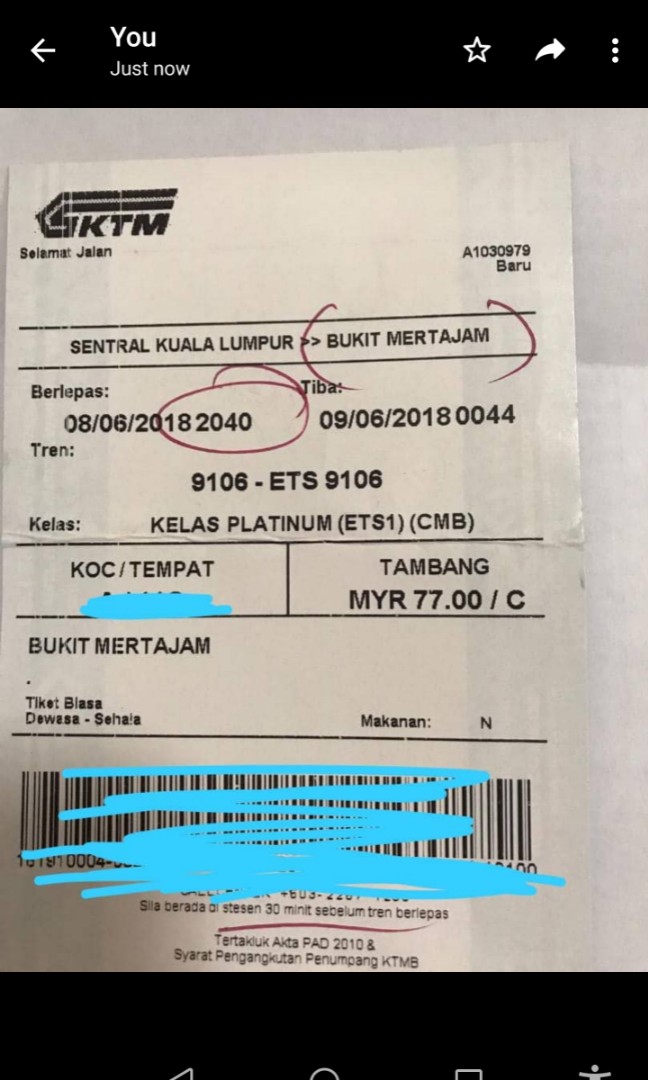 You
Just now
KTM
Selamat Jalan
A1030979
Baru
SENTRAL KUALA LUMPUR >> BUKIT MERTAJAM
Berlepas: Tiba:
08/06/2018 2040 09/06/2018 0044
Tren:
9106 - ETS 9106
Kelas: KELAS PLATINUM (ETS1) (CMB)
KOC / TEMPAT TAMBANG
MYR 77.00 / C
BUKIT MERTAJAM
.
Tiket Biasa
Dewasa - Sehala
Makanan: N
Sila berada di stesen 30 minit sebelum tren berlepas
Tertakluk Akta PAD 2010 &
Syarat Pengangkutan Penumpang KTMB